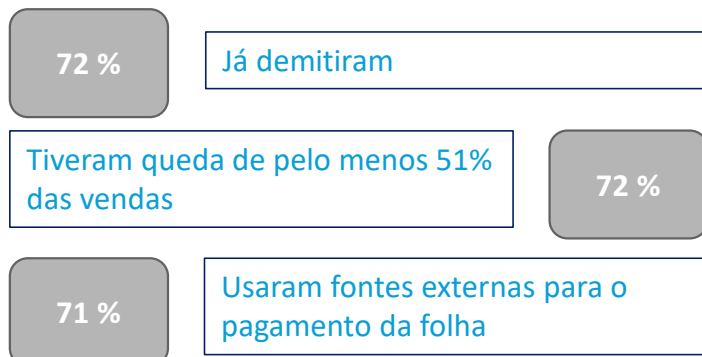 72 %
Já demitiram
Tiveram queda de pelo menos 51%
das vendas
72 %
71 %
Usaram fontes externas para o
pagamento da folha